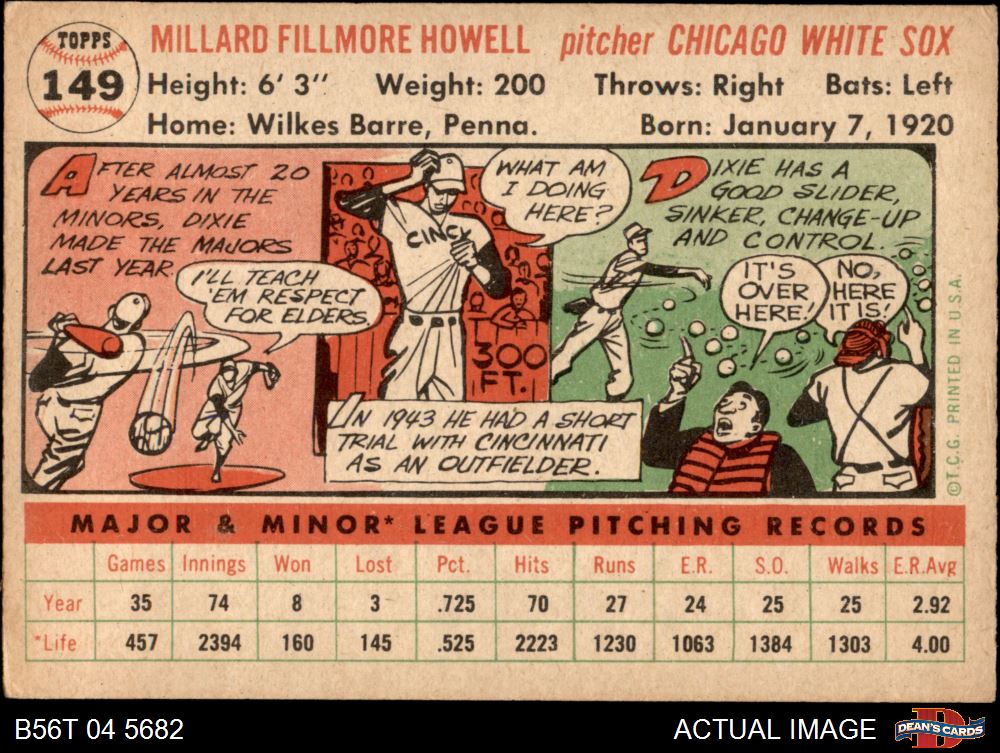 TOPPS
149
MILLARD FILLMORE HOWELL pitcher CHICAGO WHITE SOX
Height: 6' 3" Weight: 200 Throws: Right Bats: Left
Home: Wilkes Barre, Penna. Born: January 7, 1920
AFTER ALMOST 20
YEARS IN THE
MINORS, DIXIE
MADE THE MAJORS
LAST YEAR.
I'LL TEACH
'EM RESPECT
FOR ELDERS.
CINCY
WHAT AM
I DOING
HERE?
300
FT.
IN 1943 HE HAD A SHORT
TRIAL WITH CINCINNATI
AS AN OUTFIELDER.
DIXIE HAS A
GOOD SLIDER,
SINKER, CHANGE-UP
AND CONTROL.
IT'S
OVER
HERE!
NO,
HERE
IT IS!
©T.C.G. PRINTED IN U.S.A.
MAJOR & MINOR* LEAGUE PITCHING RECORDS
Games Innings Won Lost Pct. Hits Runs E.R. S.O. Walks E.R.Avg
Year 35 74 8 3 .725 70 27 24 25 25 2.92
*Life 457 2394 160 145 .525 2223 1230 1063 1384 1303 4.00
B56T 04 5682 ACTUAL IMAGE
D
DEAN'S CARDS